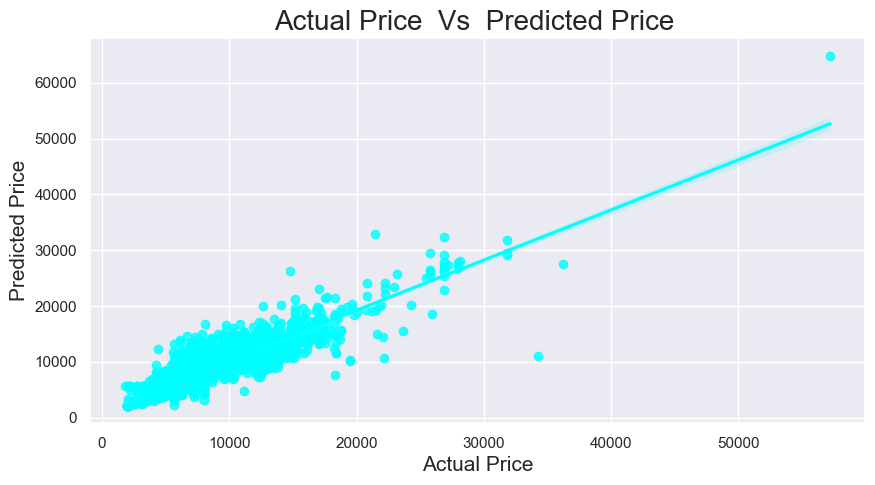 Actual Price  Vs  Predicted Price
60000
50000
40000
30000
20000
10000
0
Predicted Price
0 10000 20000 30000 40000 50000
Actual Price